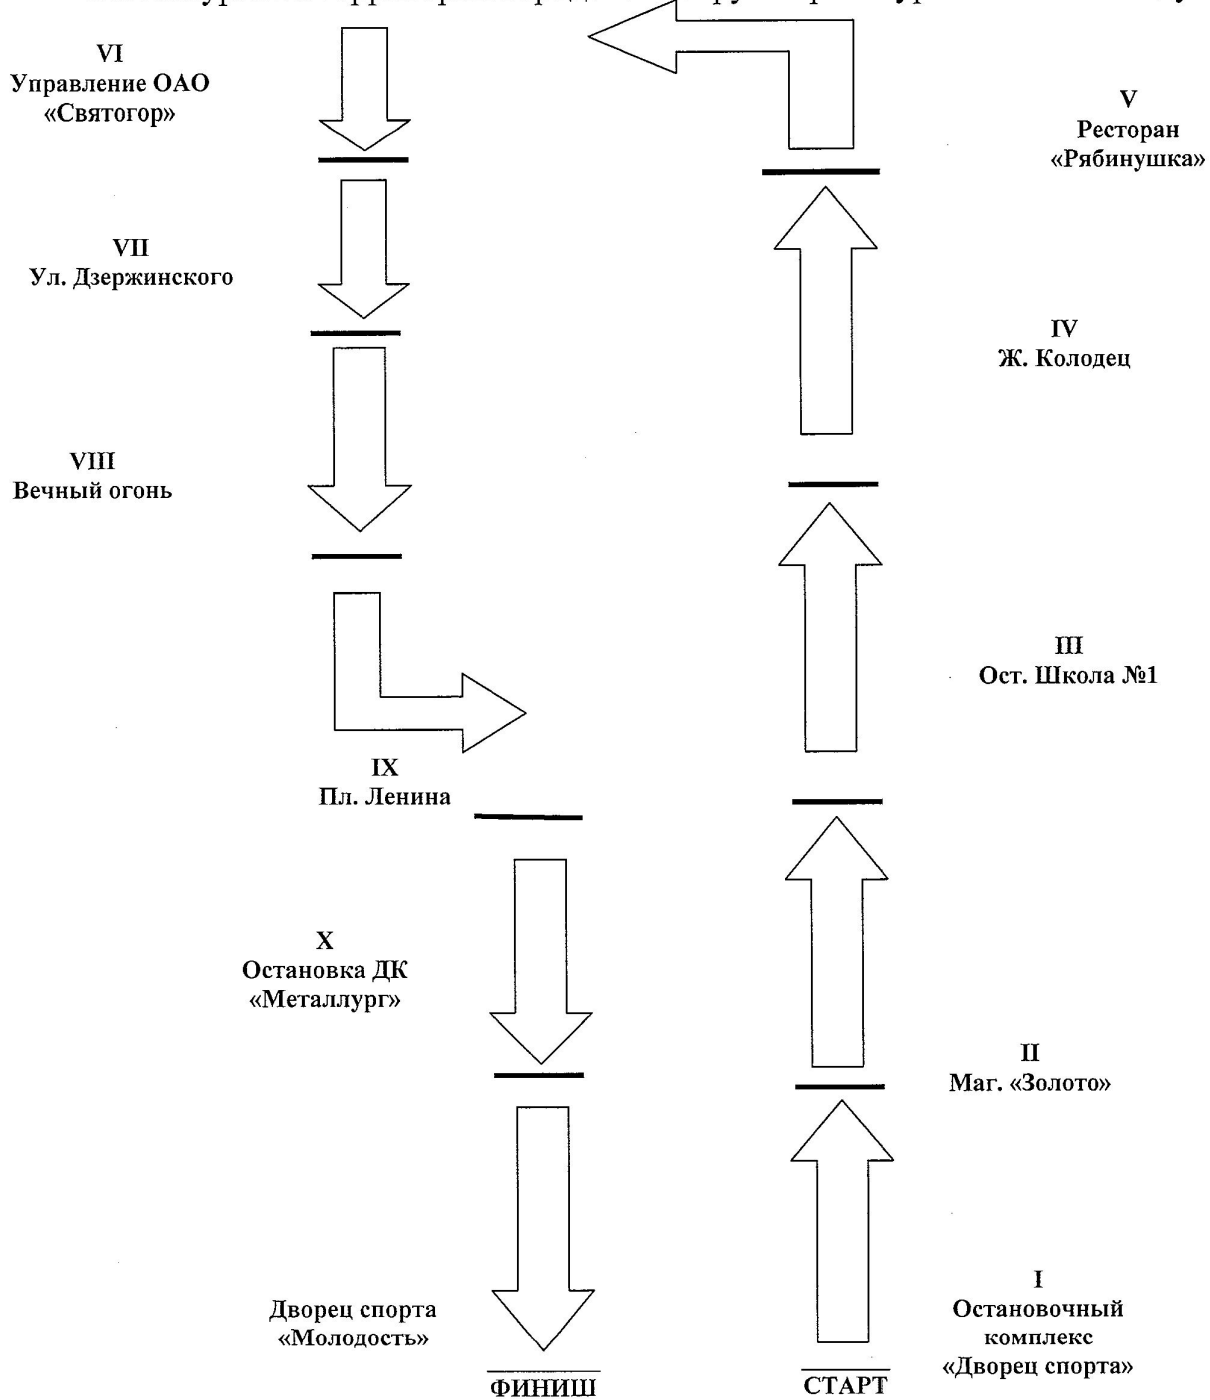 VI
Управление ОАО
«Святогор»
V
Ресторан
«Рябинушка»
VII
Ул. Дзержинского
IV
Ж. Колодец
VIII
Вечный огонь
III
Ост. Школа №1
IX
Пл. Ленина
X
Остановка ДК
«Металлург»
II
Маг. «Золото»
I
Остановочный
комплекс
«Дворец спорта»
Дворец спорта
«Молодость»
ФИНИШ
СТАРТ